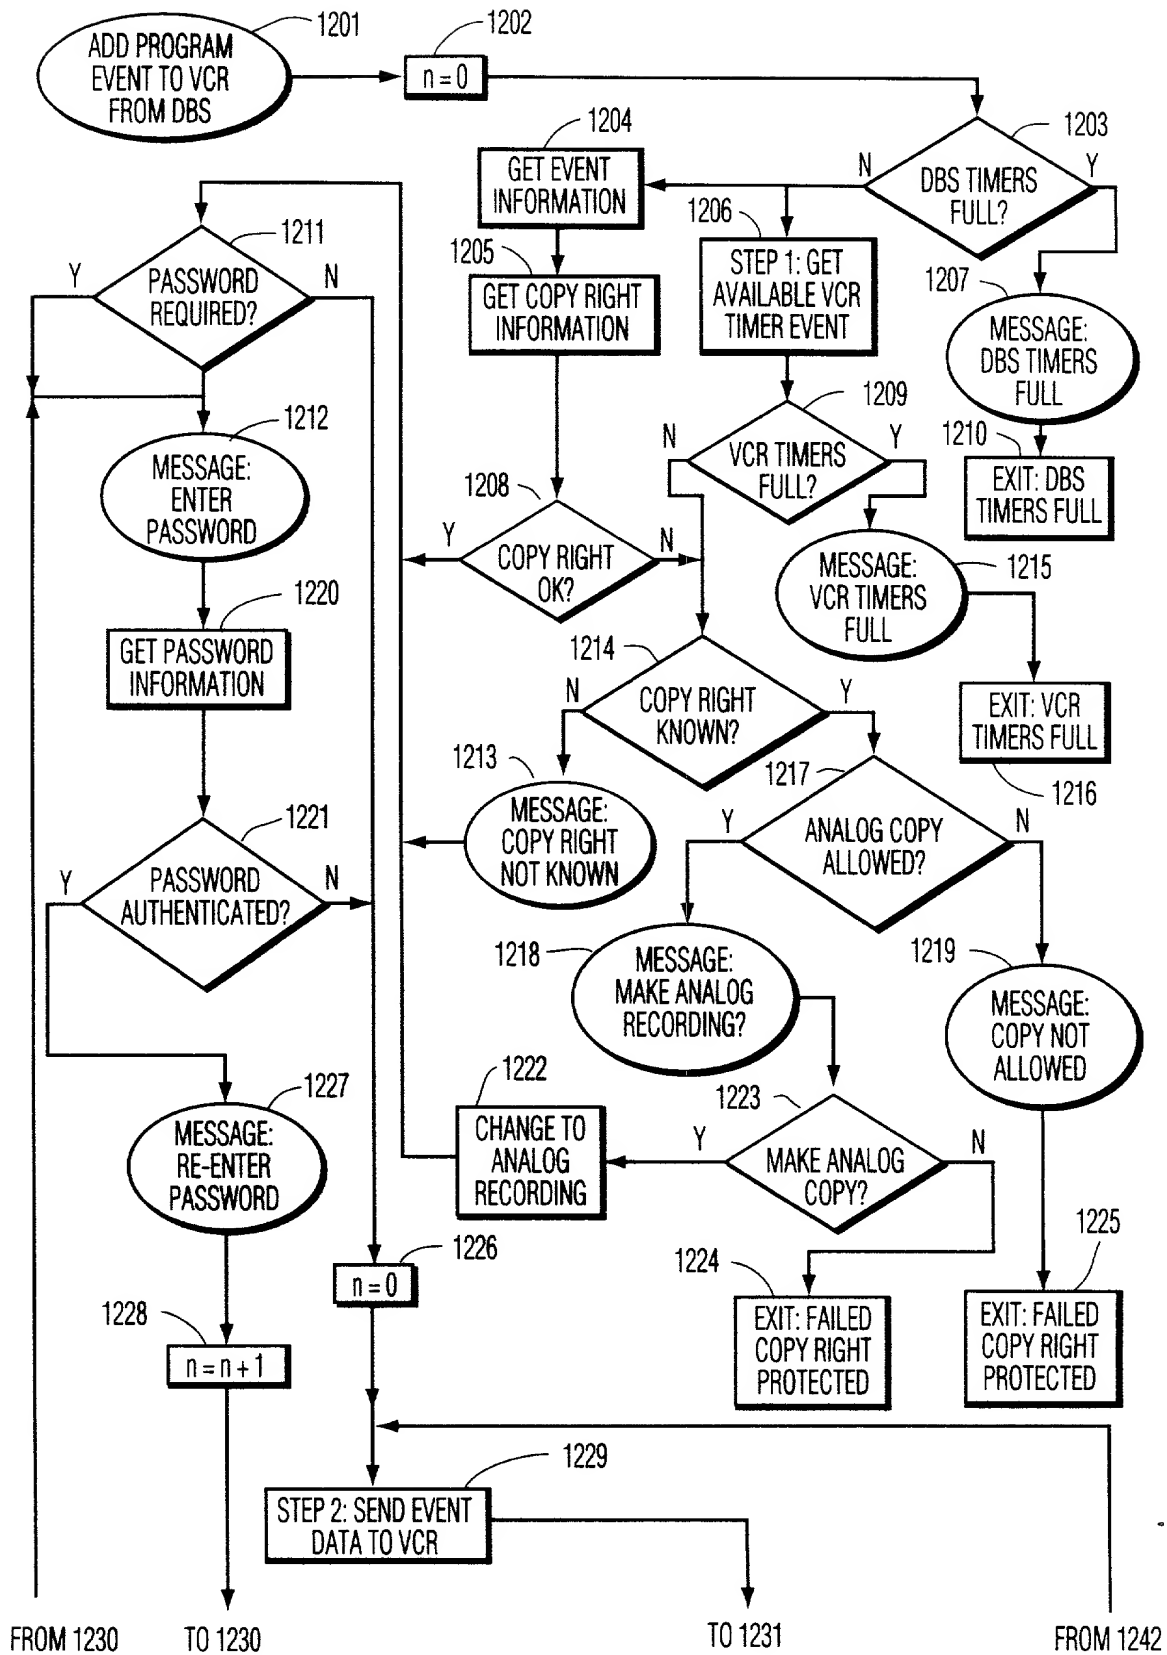 1201
ADD PROGRAM
EVENT TO VCR
FROM DBS
1202
n = 0
1203
DBS TIMERS
FULL?
N
Y
1204
GET EVENT
INFORMATION
1205
GET COPY RIGHT
INFORMATION
1206
STEP 1: GET
AVAILABLE VCR
TIMER EVENT
1207
MESSAGE:
DBS TIMERS
FULL
1210
EXIT: DBS
TIMERS FULL
1211
PASSWORD
REQUIRED?
Y
N
1209
VCR TIMERS
FULL?
N
Y
1212
MESSAGE:
ENTER
PASSWORD
1208
COPY RIGHT
OK?
Y
N
1215
MESSAGE:
VCR TIMERS
FULL
1220
GET PASSWORD
INFORMATION
1214
COPY RIGHT
KNOWN?
N
Y
EXIT: VCR
TIMERS FULL
1216
1213
MESSAGE:
COPY RIGHT
NOT KNOWN
1217
ANALOG COPY
ALLOWED?
Y
N
1221
PASSWORD
AUTHENTICATED?
Y
N
1218
MESSAGE:
MAKE ANALOG
RECORDING?
1219
MESSAGE:
COPY NOT
ALLOWED
1222
CHANGE TO
ANALOG
RECORDING
1223
MAKE ANALOG
COPY?
Y
N
1227
MESSAGE:
RE-ENTER
PASSWORD
1226
n = 0
1224
EXIT: FAILED
COPY RIGHT
PROTECTED
1225
EXIT: FAILED
COPY RIGHT
PROTECTED
1228
n = n + 1
1229
STEP 2: SEND EVENT
DATA TO VCR
FROM 1230
TO 1230
TO 1231
FROM 1242